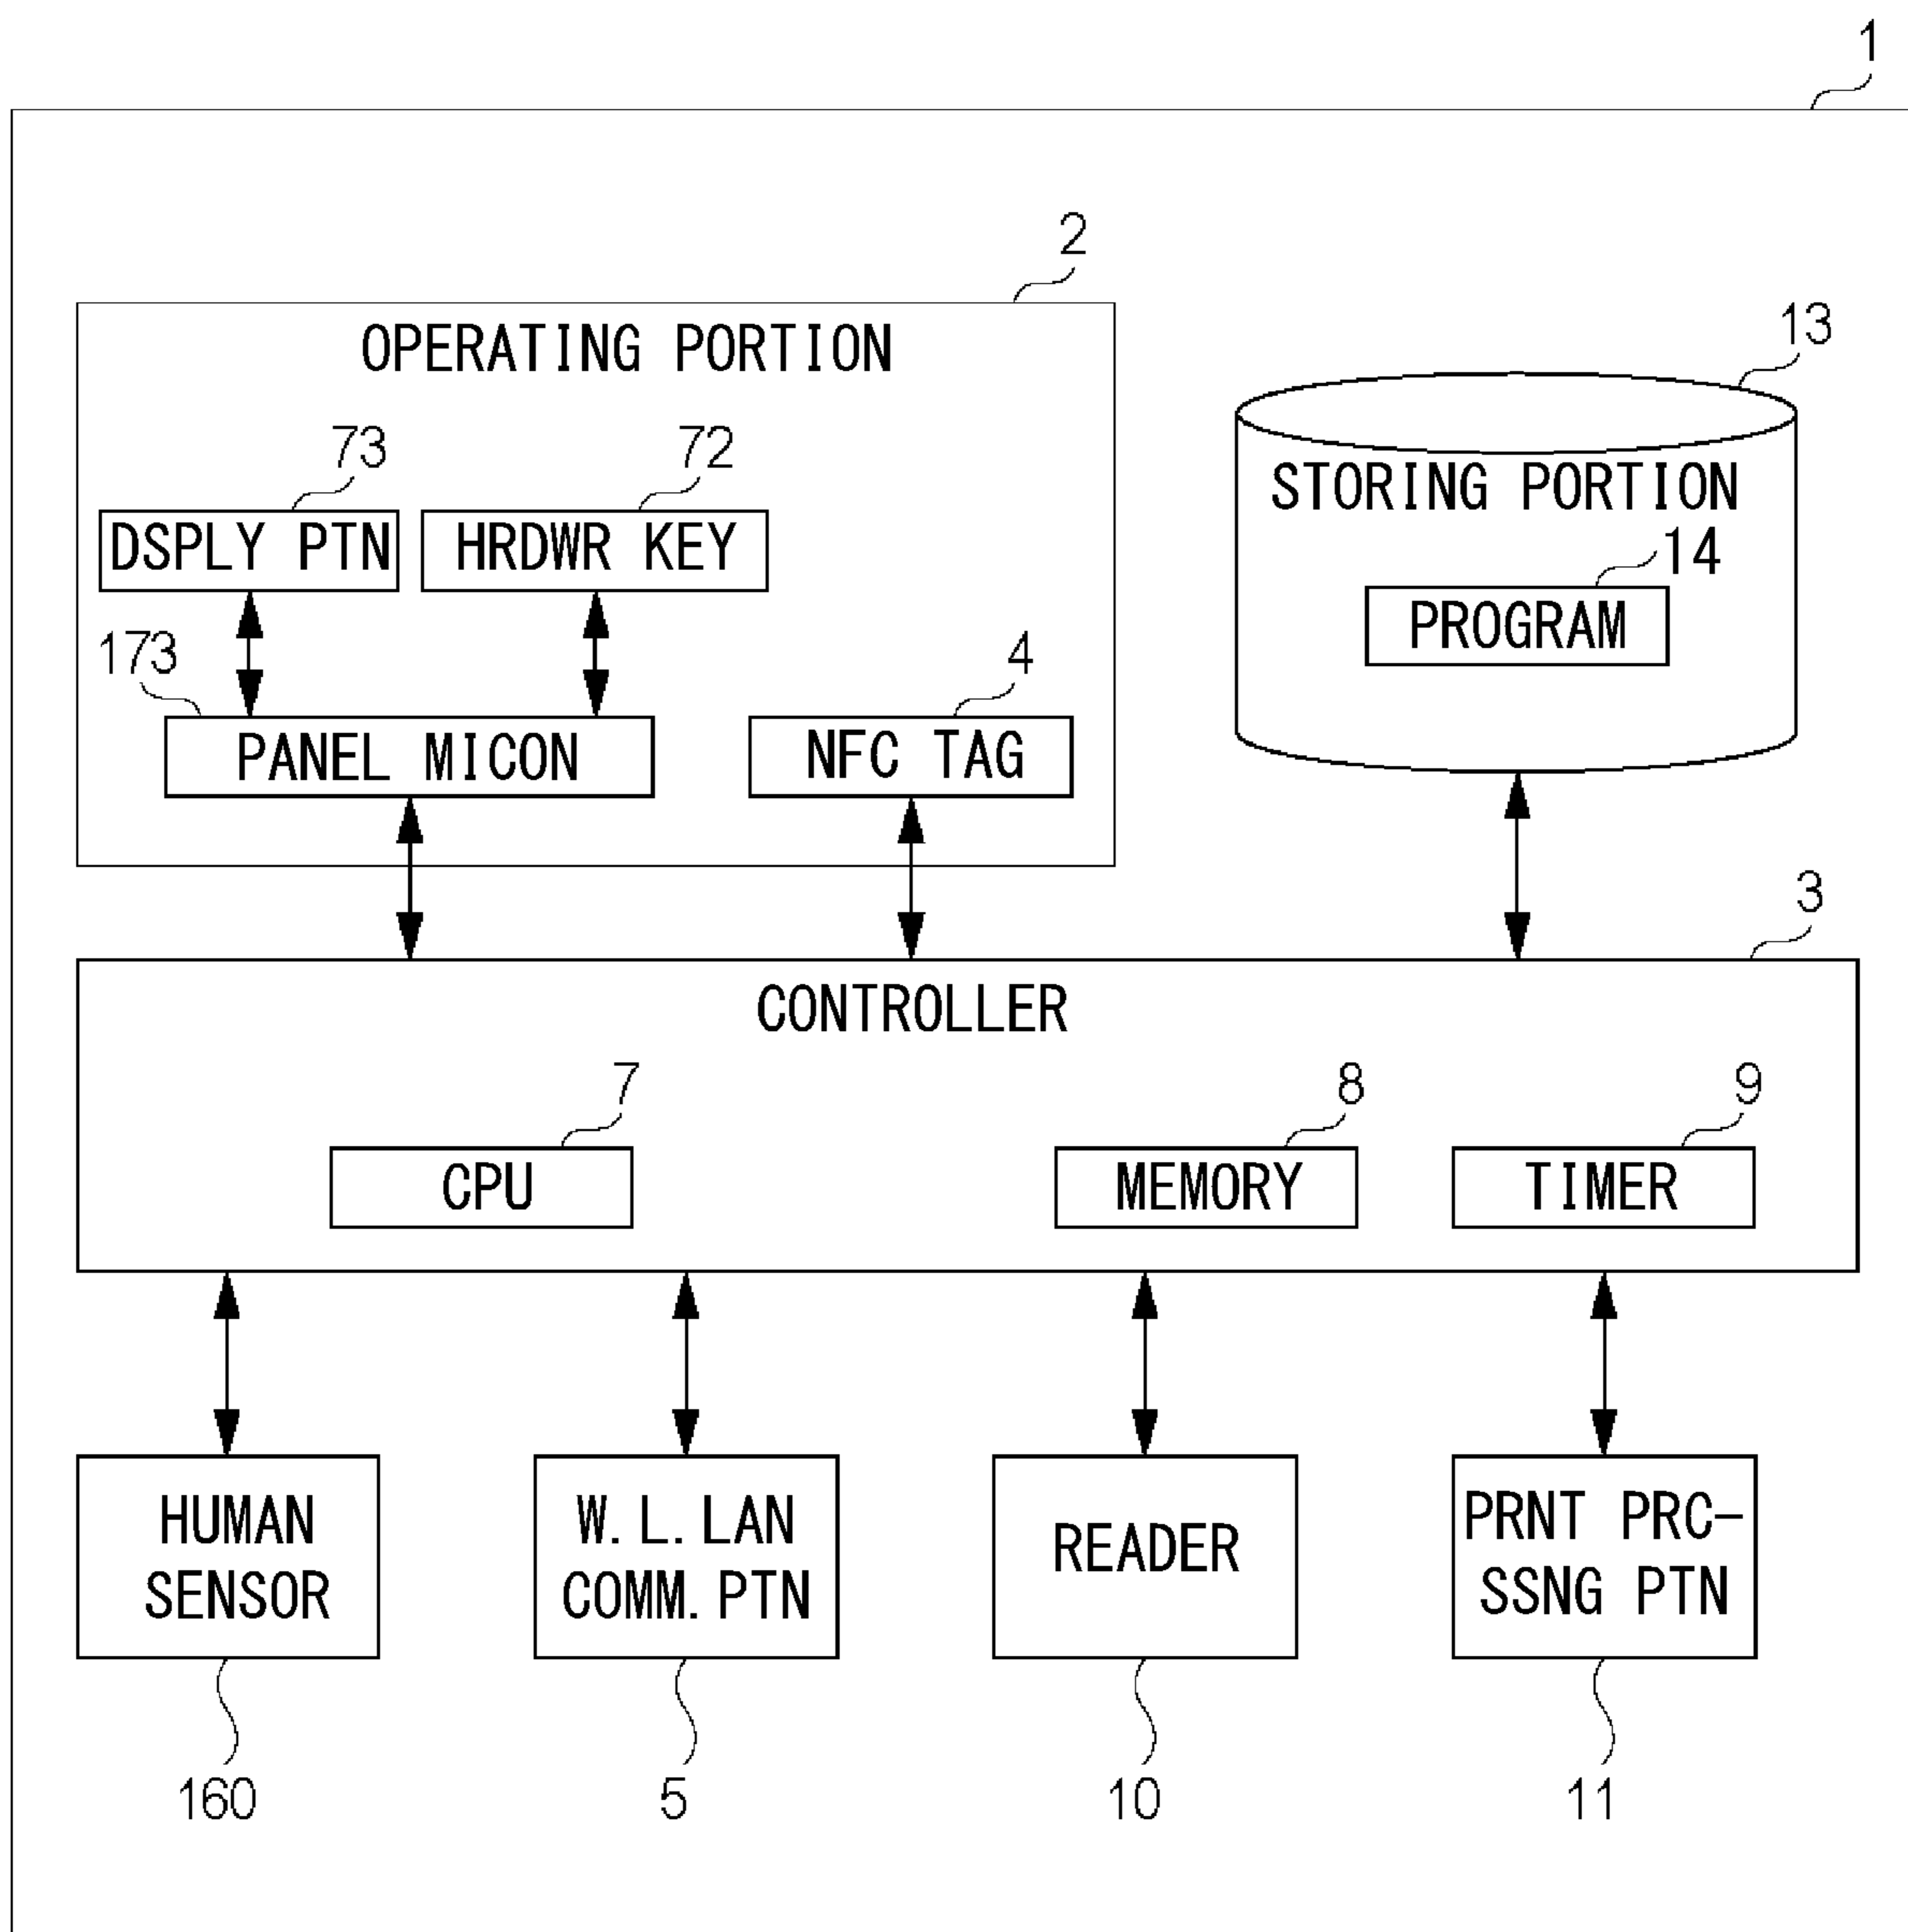 1
2
OPERATING PORTION
13
73
72
STORING PORTION
DSPLY PTN
HRDWR KEY
14
PROGRAM
173
4
PANEL MICON
NFC TAG
3
CONTROLLER
7
8
9
CPU
MEMORY
TIMER
HUMAN
SENSOR
W.L.LAN
COMM.PTN
READER
PRNT PRC-
SSNG PTN
160
5
10
11